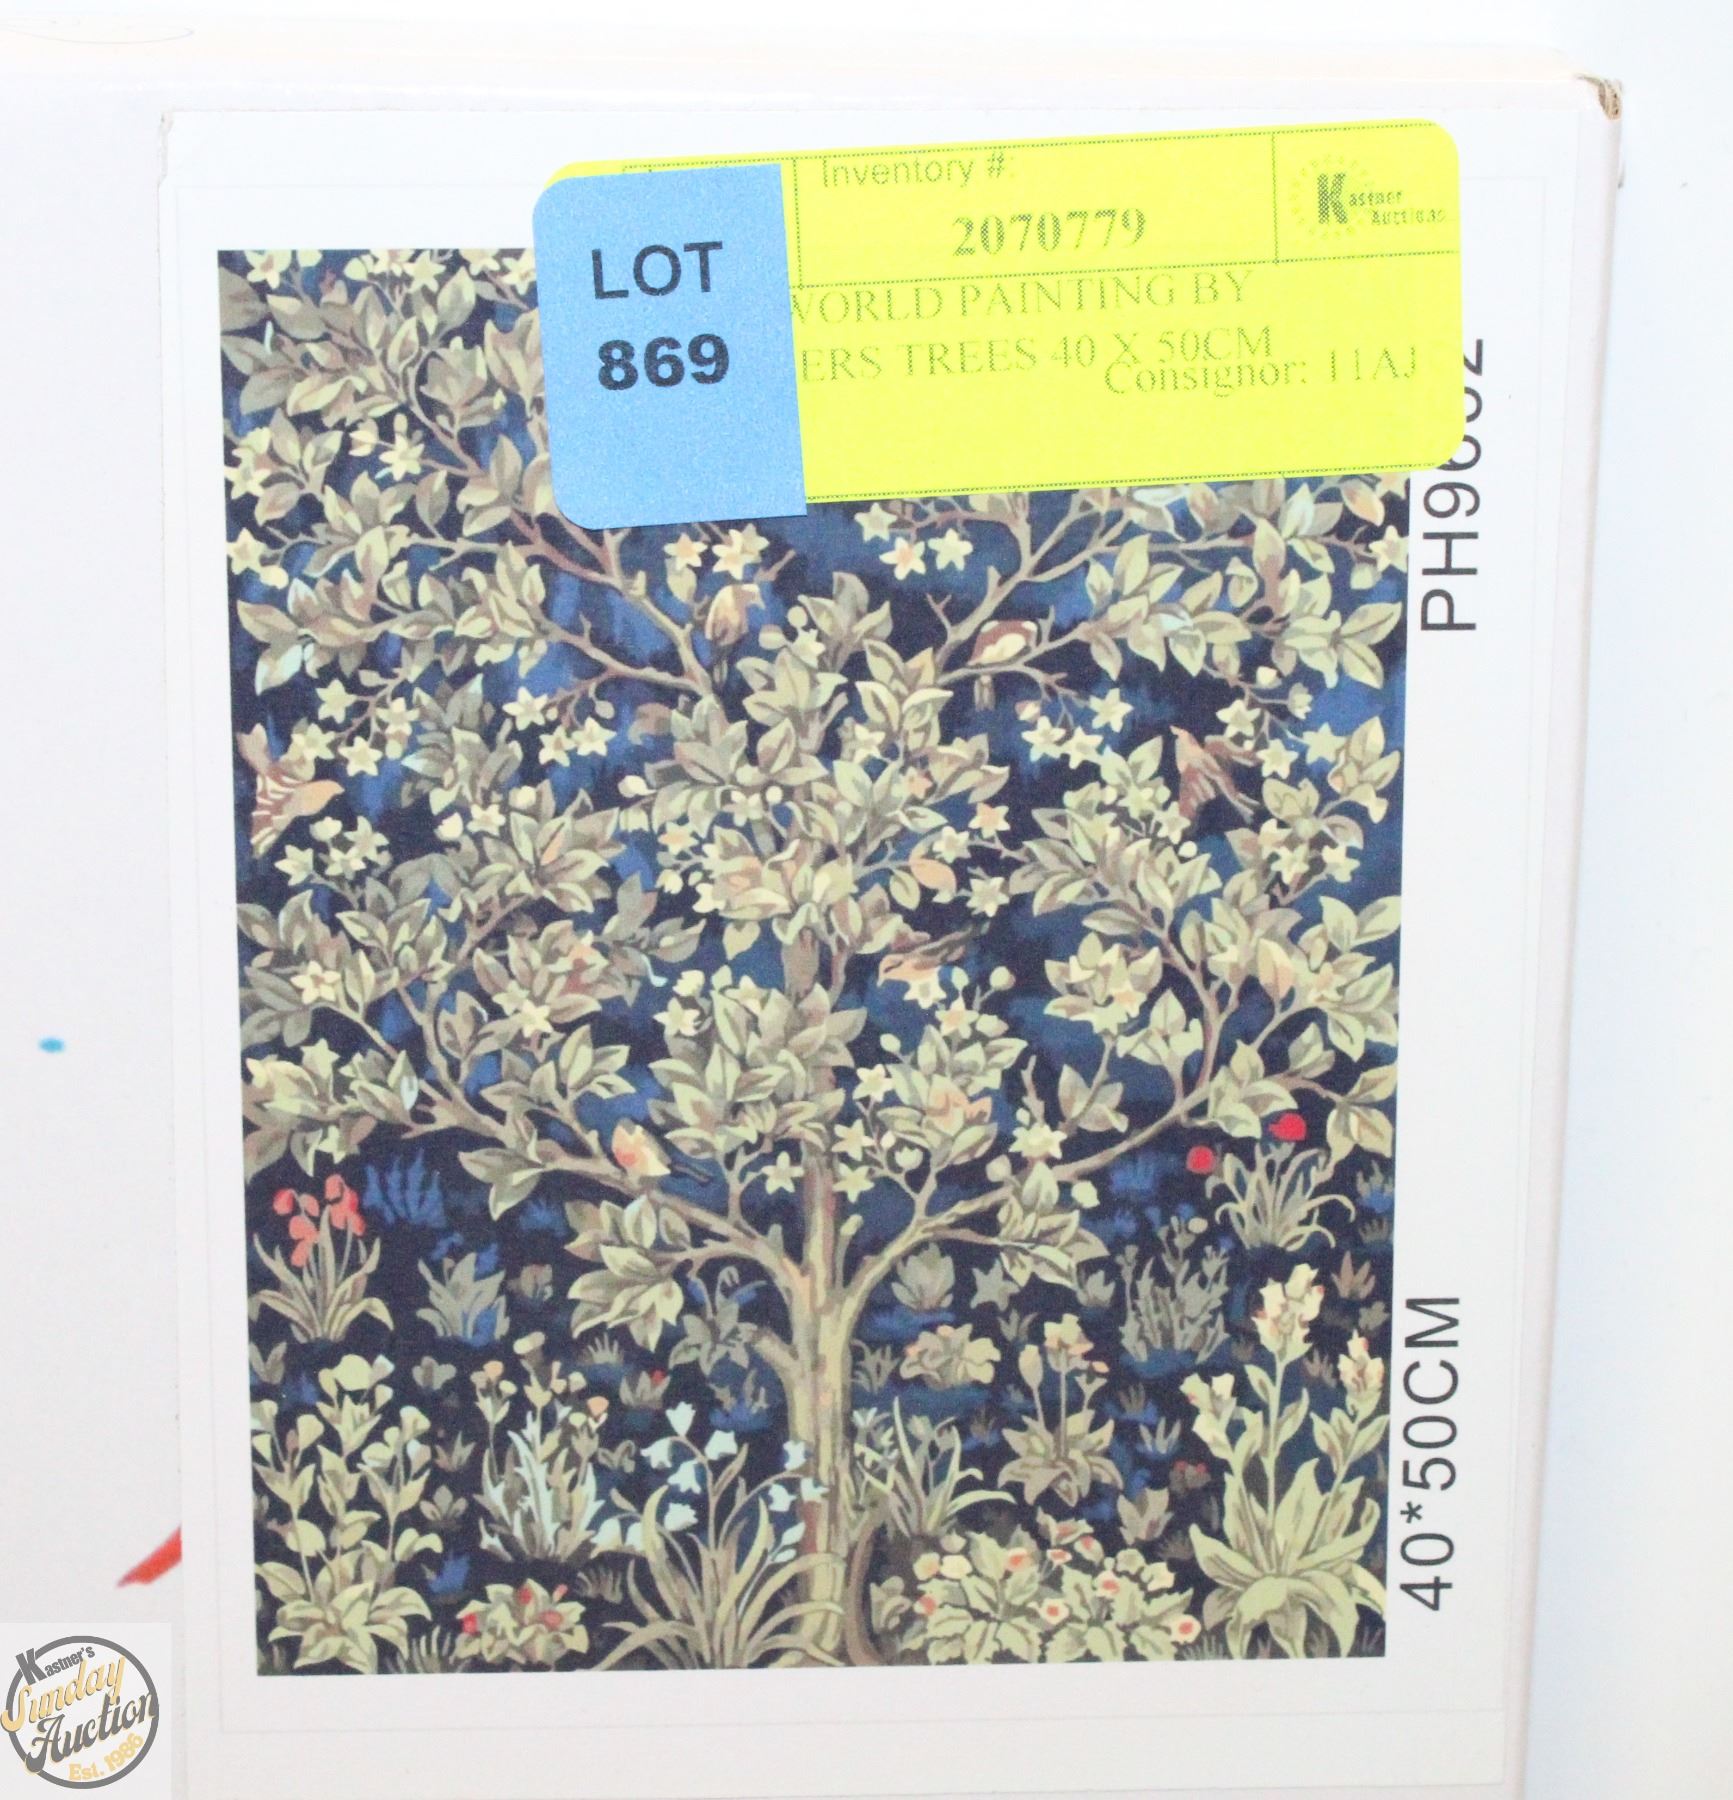 LOT
869
Inventory #:
2070779
Kastner
Auctions
WORLD PAINTING BY
ERS TREES 40 X 50CM
Consignor: 11AJ
40*50CM
Kastner's
Sunday
Auction
Est. 1986